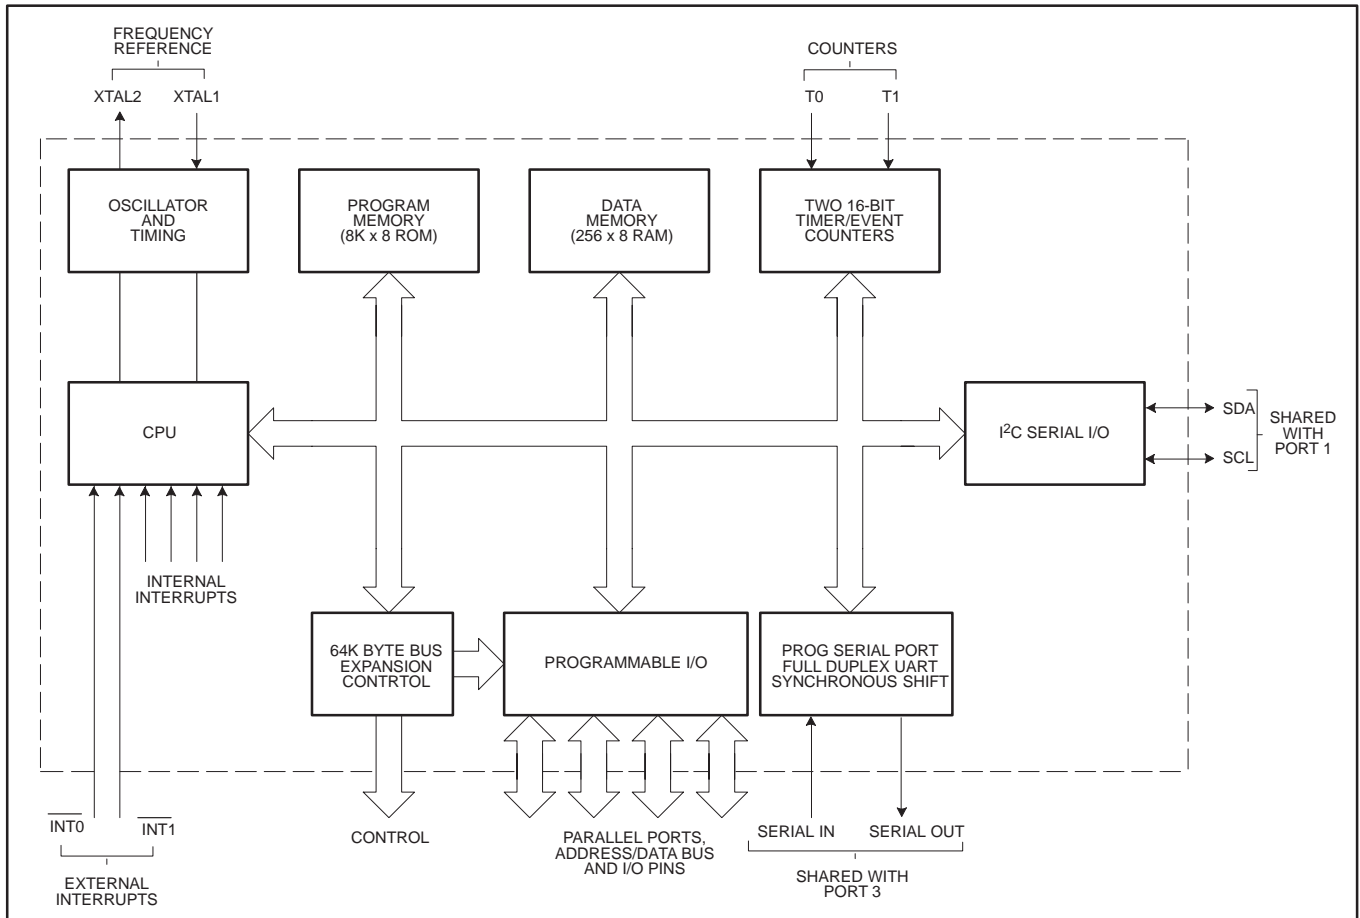 FREQUENCY
REFERENCE
COUNTERS
XTAL2
XTAL1
T0
T1
OSCILLATOR
AND
TIMING
PROGRAM
MEMORY
(8K x 8 ROM)
DATA
MEMORY
(256 x 8 RAM)
TWO 16-BIT
TIMER/EVENT
COUNTERS
CPU
I²C SERIAL I/O
SDA
SCL
SHARED
WITH
PORT 1
INTERNAL
INTERRUPTS
64K BYTE BUS
EXPANSION
CONTRTOL
PROGRAMMABLE I/O
PROG SERIAL PORT
FULL DUPLEX UART
SYNCHRONOUS SHIFT
INT0
INT1
EXTERNAL
INTERRUPTS
CONTROL
PARALLEL PORTS,
ADDRESS/DATA BUS
AND I/O PINS
SERIAL IN
SERIAL OUT
SHARED WITH
PORT 3